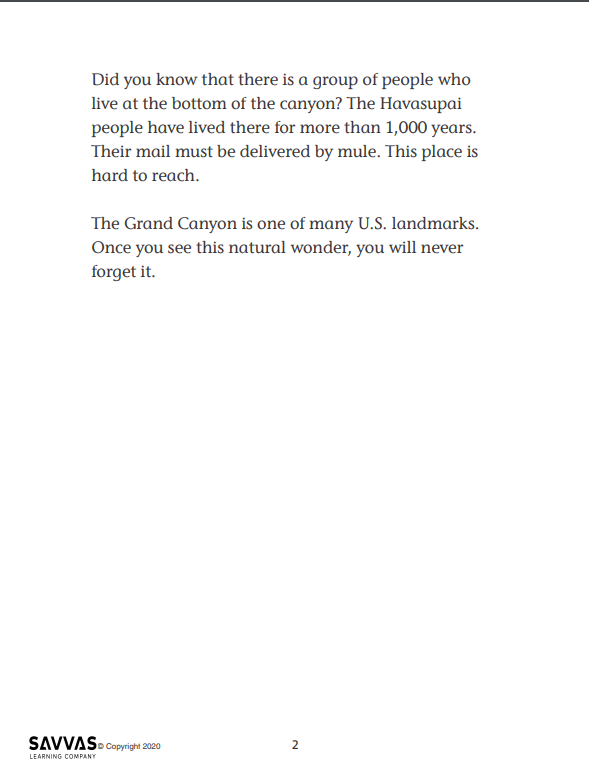 Did you know that there is a group of people who
live at the bottom of the canyon? The Havasupai
people have lived there for more than 1,000 years.
Their mail must be delivered by mule. This place is
hard to reach.
The Grand Canyon is one of many U.S. landmarks.
Once you see this natural wonder, you will never
forget it.
SAVVAS © Copyright 2020
LEARNING COMPANY
2